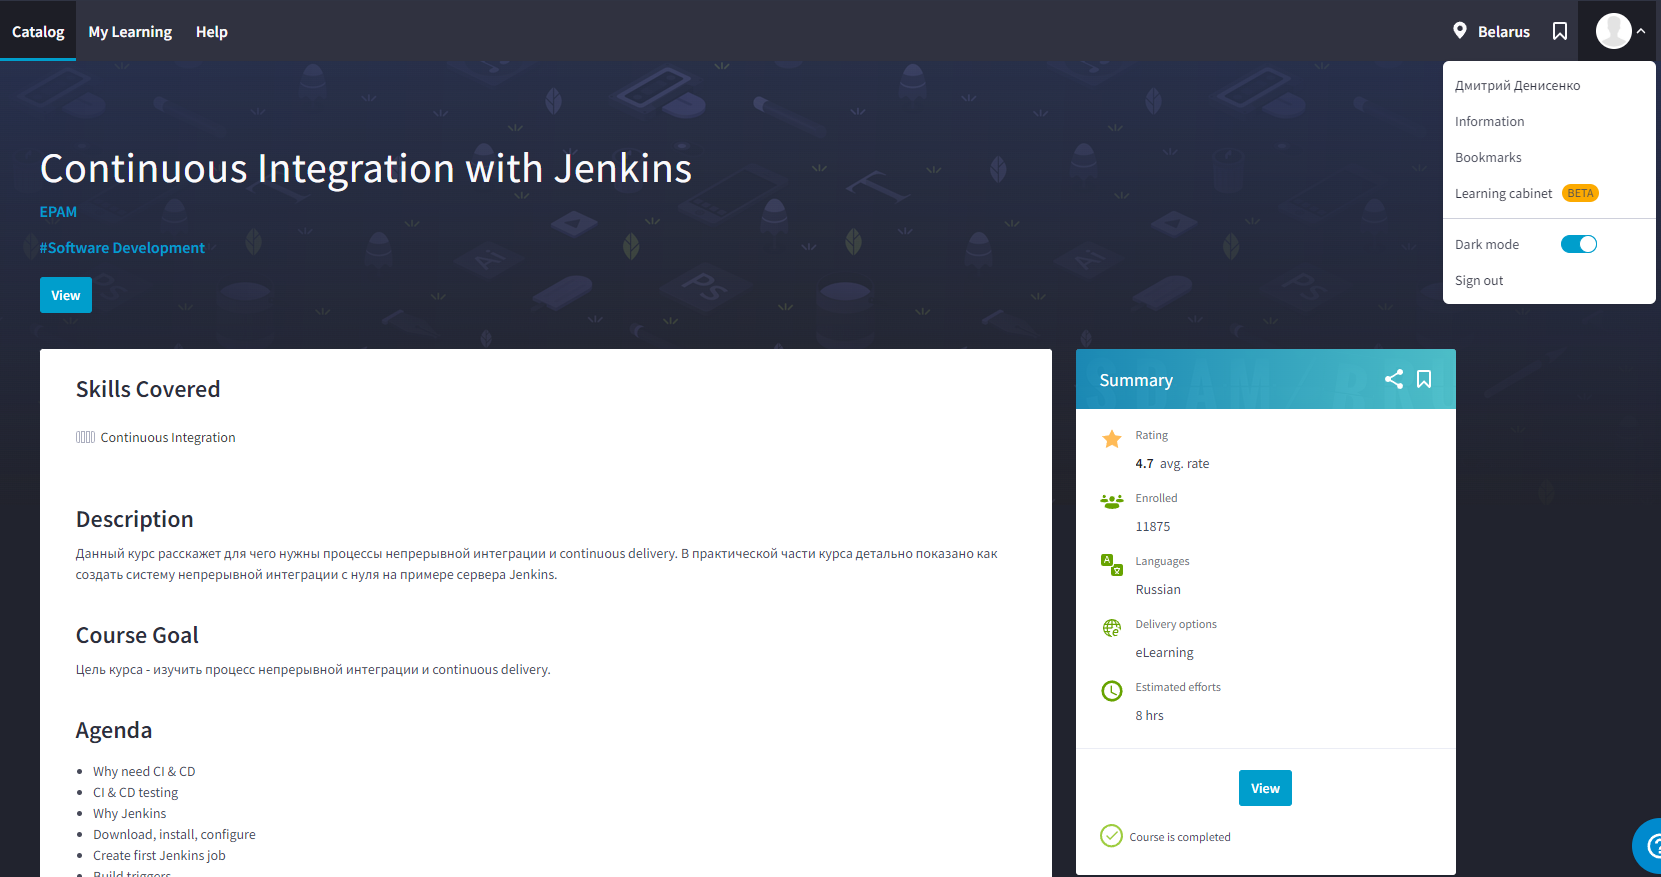 Catalog
My Learning
Help
Belarus
Дмитрий Денисенко
Information
Bookmarks
Learning cabinet BETA
Dark mode
Sign out
Continuous Integration with Jenkins
EPAM
#Software Development
View
Skills Covered
Continuous Integration
Description
Данный курс расскажет для чего нужны процессы непрерывной интеграции и continuous delivery. В практической части курса детально показано как
создать систему непрерывной интеграции с нуля на примере сервера Jenkins.
Course Goal
Цель курса - изучить процесс непрерывной интеграции и continuous delivery.
Agenda
Why need CI & CD
CI & CD testing
Why Jenkins
Download, install, configure
Create first Jenkins job
Build triggers
Summary
Rating
4.7 avg. rate
Enrolled
11875
Languages
Russian
Delivery options
eLearning
Estimated efforts
8 hrs
View
Course is completed